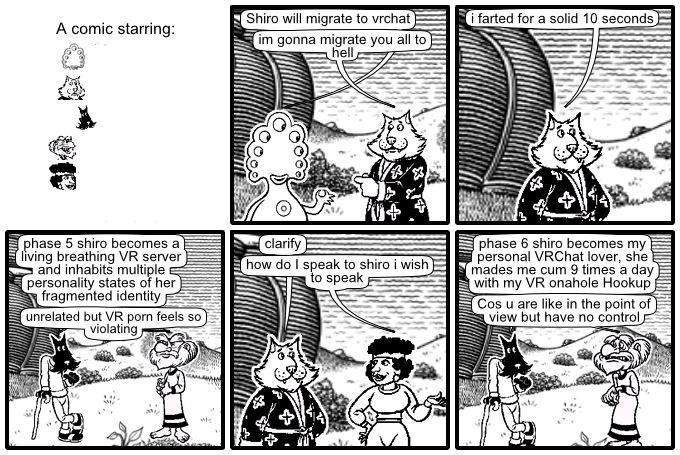 A comic starring:
Shiro will migrate to vrchat
im gonna migrate you all to
hell
i farted for a solid 10 seconds
phase 5 shiro becomes a
living breathing VR server
and inhabits multiple
personality states of her
fragmented identity
unrelated but VR porn feels so
violating
clarify
how do I speak to shiro i wish
to speak
phase 6 shiro becomes my
personal VRChat lover, she
mades me cum 9 times a day
with my VR onahole Hookup
Cos u are like in the point of
view but have no control